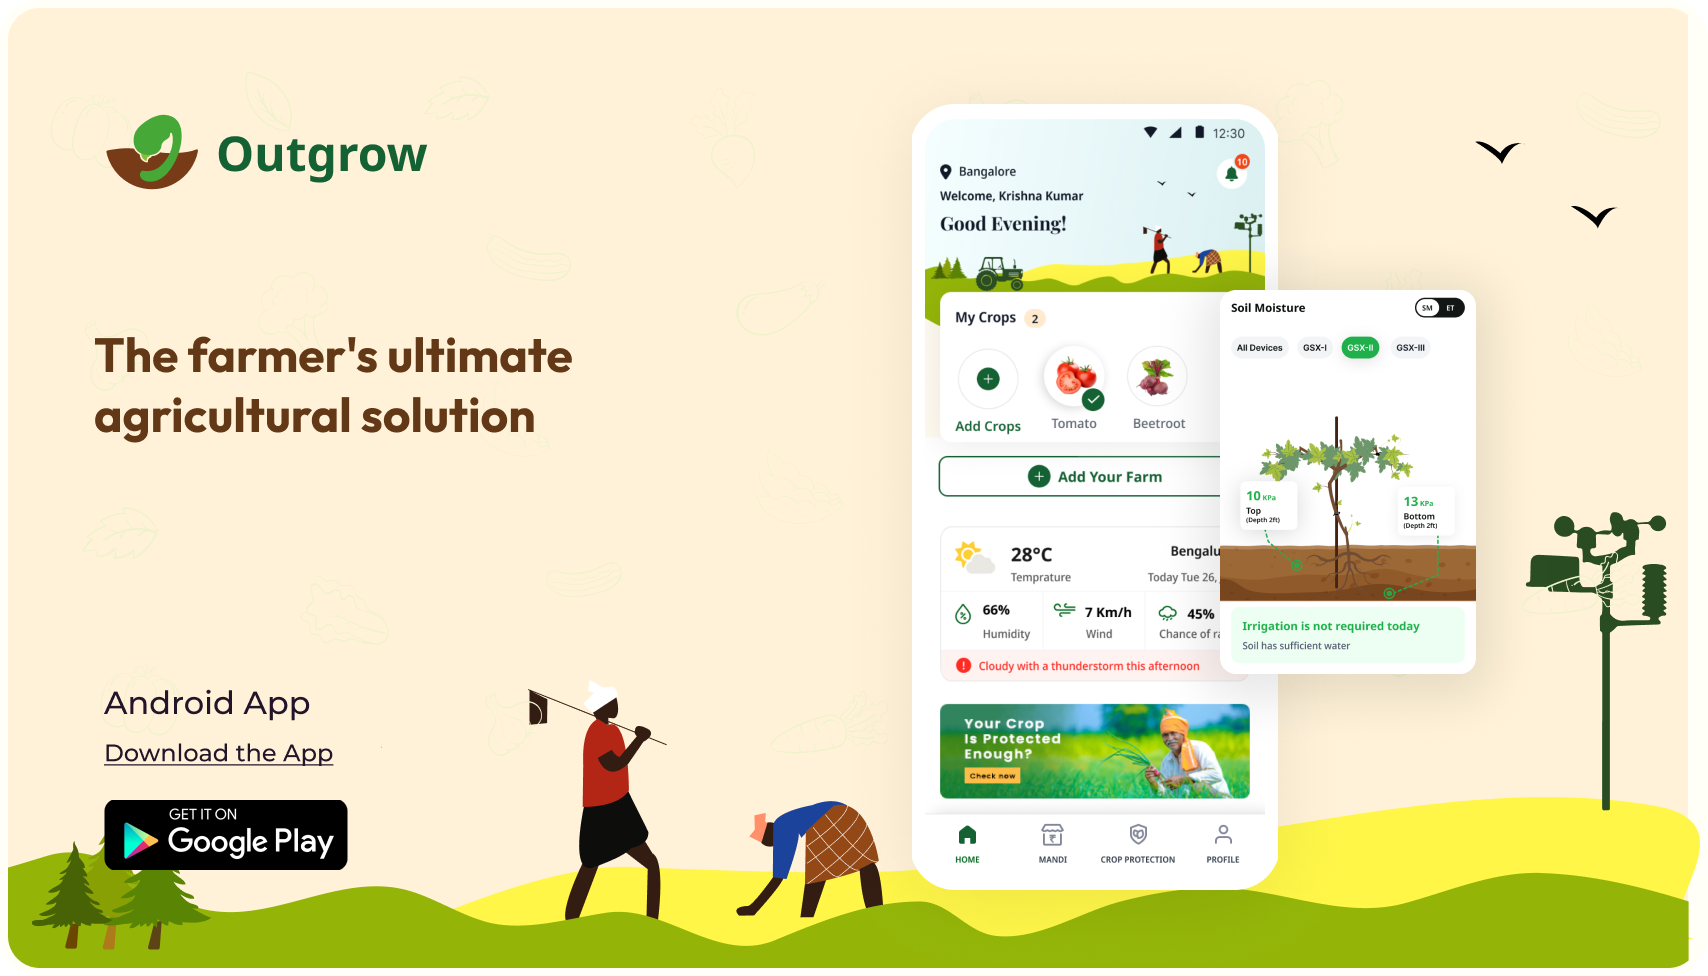 Outgrow
The farmer's ultimate
agricultural solution
Android App
Download the App
GET IT ON
Google Play
12:30
Bangalore
10
Welcome, Krishna Kumar
Good Evening!
My Crops 2
Add Crops
Tomato
Beetroot
Add Your Farm
28°C
Temprature
Bengalu
Today Tue 26,
66%
Humidity
7 Km/h
Wind
45%
Chance of ra
Cloudy with a thunderstorm this afternoon
Your Crop
Is Protected
Enough?
Check now
HOME
MANDI
CROP PROTECTION
PROFILE
Soil Moisture
SM ET
All Devices GSX-I GSX-II GSX-III
10 KPa
Top
(Depth 2ft)
13 KPa
Bottom
(Depth 2ft)
Irrigation is not required today
Soil has sufficient water